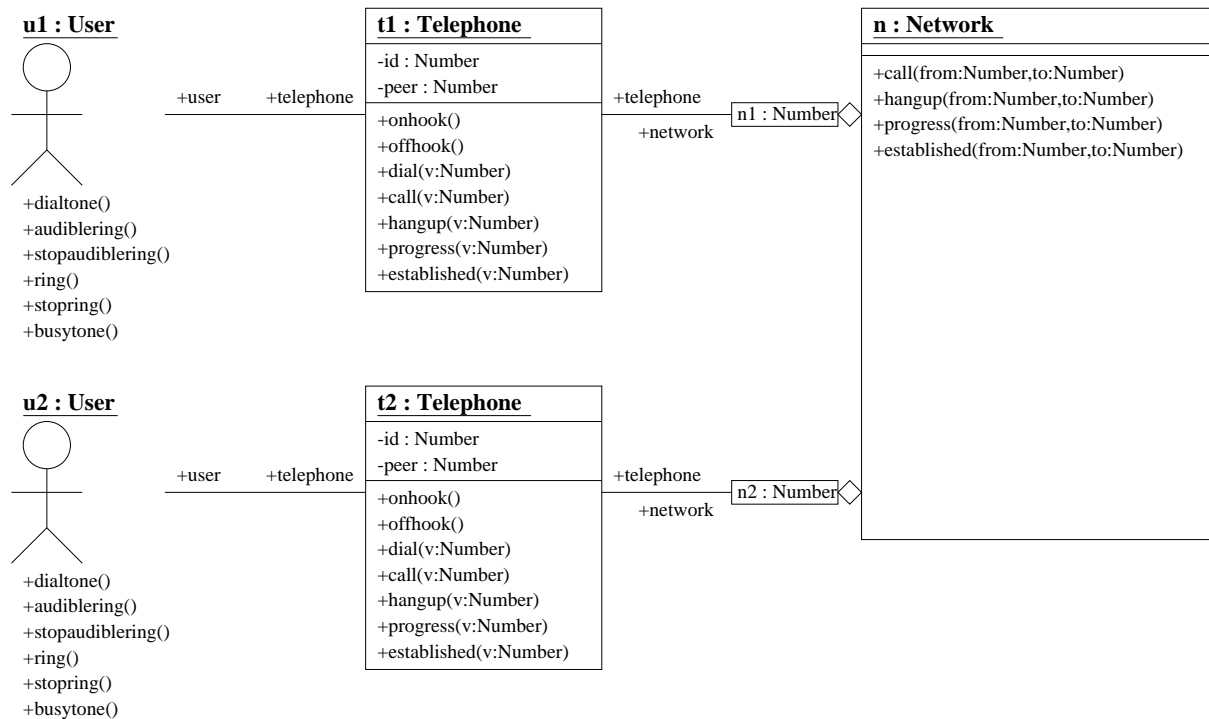 u1 : User
+dialtone()
+audiblering()
+stopaudiblering()
+ring()
+stopring()
+busytone()
+user
+telephone
t1 : Telephone
-id : Number
-peer : Number
+onhook()
+offhook()
+dial(v:Number)
+call(v:Number)
+hangup(v:Number)
+progress(v:Number)
+established(v:Number)
+telephone
+network
n1 : Number
n : Network
+call(from:Number,to:Number)
+hangup(from:Number,to:Number)
+progress(from:Number,to:Number)
+established(from:Number,to:Number)
u2 : User
+dialtone()
+audiblering()
+stopaudiblering()
+ring()
+stopring()
+busytone()
+user
+telephone
t2 : Telephone
-id : Number
-peer : Number
+onhook()
+offhook()
+dial(v:Number)
+call(v:Number)
+hangup(v:Number)
+progress(v:Number)
+established(v:Number)
+telephone
+network
n2 : Number